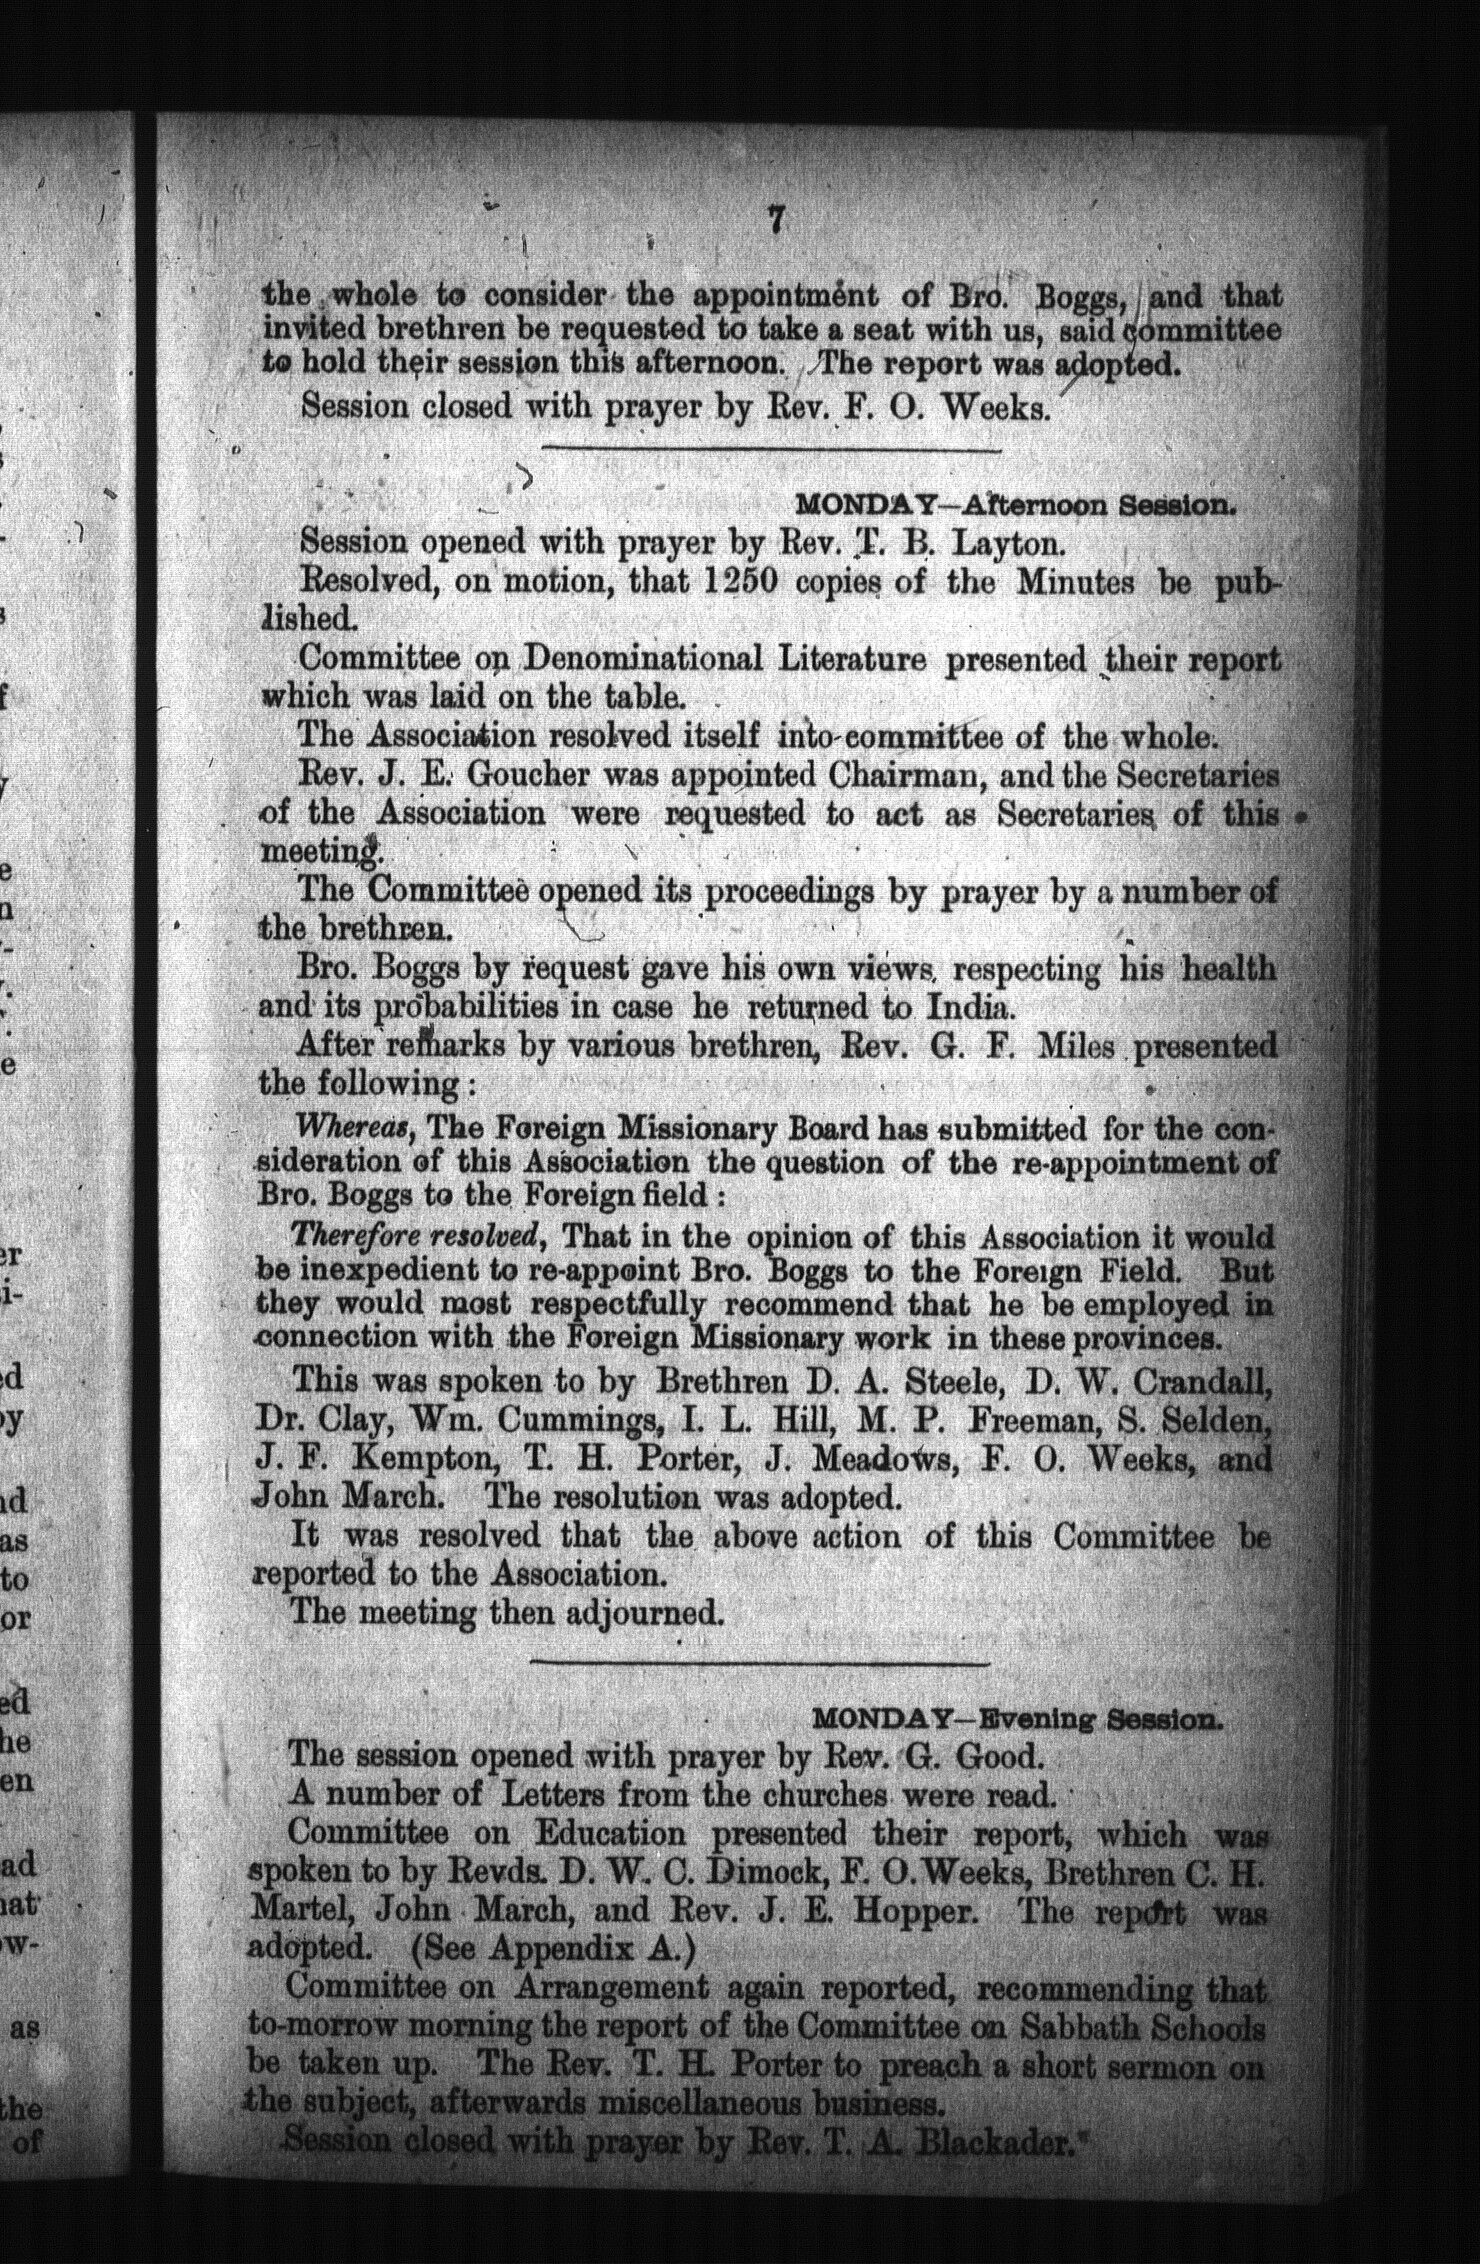 7
the whole to consider the appointment of Bro. Boggs, and that
invited brethren be requested to take a seat with us, said committee
to hold their session this afternoon. The report was adopted.
Session closed with prayer by Rev. F. O. Weeks.
MONDAY—Afternoon Session.
Session opened with prayer by Rev. T. B. Layton.
Resolved, on motion, that 1250 copies of the Minutes be pub-
lished.
Committee on Denominational Literature presented their report
which was laid on the table.
The Association resolved itself into committee of the whole.
Rev. J. E. Goucher was appointed Chairman, and the Secretaries
of the Association were requested to act as Secretaries of this
meeting.
The Committee opened its proceedings by prayer by a number of
the brethren.
Bro. Boggs by request gave his own views, respecting his health
and its probabilities in case he returned to India.
After remarks by various brethren, Rev. G. F. Miles presented
the following:
Whereas, The Foreign Missionary Board has submitted for the con-
sideration of this Association the question of the re-appointment of
Bro. Boggs to the Foreign field:
Therefore resolved, That in the opinion of this Association it would
be inexpedient to re-appoint Bro. Boggs to the Foreign Field. But
they would most respectfully recommend that he be employed in
connection with the Foreign Missionary work in these provinces.
This was spoken to by Brethren D. A. Steele, D. W. Crandall,
Dr. Clay, Wm. Cummings, I. L. Hill, M. P. Freeman, S. Selden,
J. F. Kempton, T. H. Porter, J. Meadows, F. O. Weeks, and
John March. The resolution was adopted.
It was resolved that the above action of this Committee be
reported to the Association.
The meeting then adjourned.
MONDAY—Evening Session.
The session opened with prayer by Rev. G. Good.
A number of Letters from the churches were read.
Committee on Education presented their report, which was
spoken to by Revds. D. W. C. Dimock, F. O. Weeks, Brethren C. H.
Martel, John March, and Rev. J. E. Hopper. The report was
adopted. (See Appendix A.)
Committee on Arrangement again reported, recommending that
to-morrow morning the report of the Committee on Sabbath Schools
be taken up. The Rev. T. H. Porter to preach a short sermon on
the subject, afterwards miscellaneous business.
Session closed with prayer by Rev. T. A. Blackader.